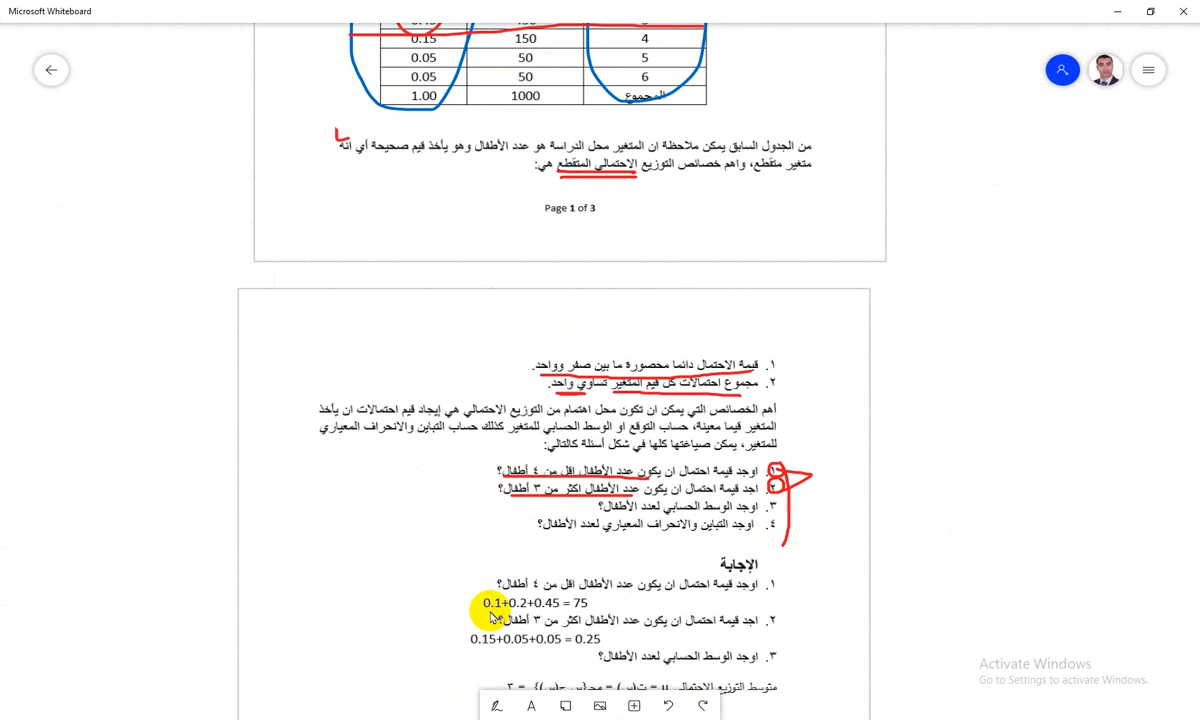 Microsoft Whiteboard
4 150 0.15
5 50 0.05
6 50 0.05
المجموع 1000 1.00
من الجدول السابق يمكن ملاحظة ان المتغير محل الدراسة هو عدد الأطفال وهو يأخذ قيم صحيحة أي انه
متغير متقطع، واهم خصائص التوزيع الاحتمالي المتقطع هي:
Page 1 of 3
١. قيمة الاحتمال دائما محصورة ما بين صفر وواحد.
٢. مجموع احتمالات كل قيم المتغير تساوي واحد.
أهم الخصائص التي يمكن ان تكون محل اهتمام من التوزيع الاحتمالي هي إيجاد قيم احتمالات ان يأخذ
المتغير قيما معينة، حساب التوقع او الوسط الحسابي للمتغير كذلك حساب التباين والانحراف المعياري
للمتغير، يمكن صياغتها كلها في شكل أسئلة كالتالي:
١. اوجد قيمة احتمال ان يكون عدد الأطفال اقل من ٤ أطفال؟
٢. اجد قيمة احتمال ان يكون عدد الأطفال اكثر من ٣ أطفال؟
٣. اوجد الوسط الحسابي لعدد الأطفال؟
٤. اوجد التباين والانحراف المعياري لعدد الأطفال؟
الإجابة
١. اوجد قيمة احتمال ان يكون عدد الأطفال اقل من ٤ أطفال؟
0.1+0.2+0.45 = 75
٢. اجد قيمة احتمال ان يكون عدد الأطفال اكثر من ٣ أطفال؟
0.15+0.05+0.05 = 0.25
٣. اوجد الوسط الحسابي لعدد الأطفال؟
متوسط التوزيع الاحتمالي
Activate Windows
Go to Settings to activate Windows.